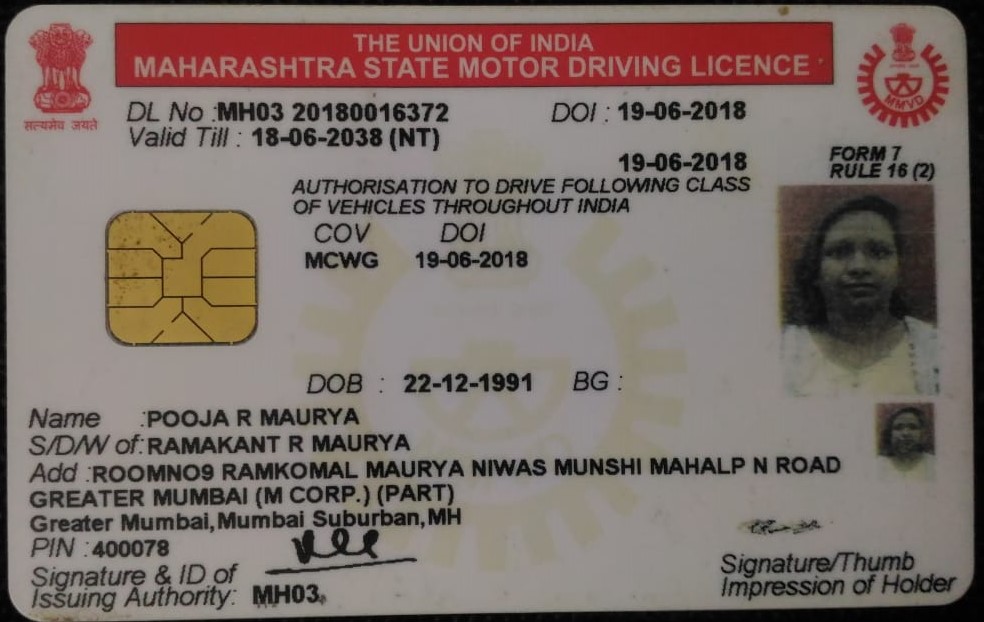 THE UNION OF INDIA
MAHARASHTRA STATE MOTOR DRIVING LICENCE
सत्यमेव जयते
MMVD
DL No :MH03 20180016372 DOI : 19-06-2018
Valid Till : 18-06-2038 (NT)
19-06-2018
FORM 7
RULE 16 (2)
AUTHORISATION TO DRIVE FOLLOWING CLASS
OF VEHICLES THROUGHOUT INDIA
COV DOI
MCWG 19-06-2018
DOB : 22-12-1991 BG :
Name :POOJA R MAURYA
S/D/W of:RAMAKANT R MAURYA
Add :ROOMNO9 RAMKOMAL MAURYA NIWAS MUNSHI MAHALP N ROAD
GREATER MUMBAI (M CORP.) (PART)
Greater Mumbai,Mumbai Suburban,MH
PIN :400078
Signature & ID of
Issuing Authority: MH03
Signature/Thumb
Impression of Holder